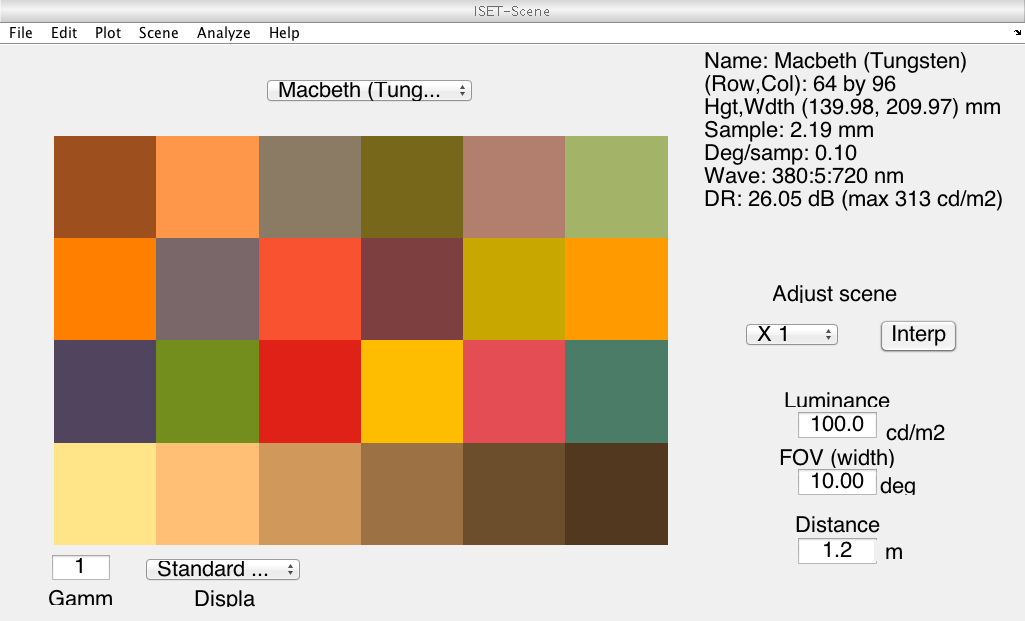 ISET-Scene
File Edit Plot Scene Analyze Help
Macbeth (Tung...
Name: Macbeth (Tungsten)
(Row,Col): 64 by 96
Hgt,Wdth (139.98, 209.97) mm
Sample: 2.19 mm
Deg/samp: 0.10
Wave: 380:5:720 nm
DR: 26.05 dB (max 313 cd/m2)
Adjust scene
X 1 Interp
Luminance
100.0 cd/m2
FOV (width)
10.00 deg
Distance
1.2 m
1 Standard ...
Gamm Displa